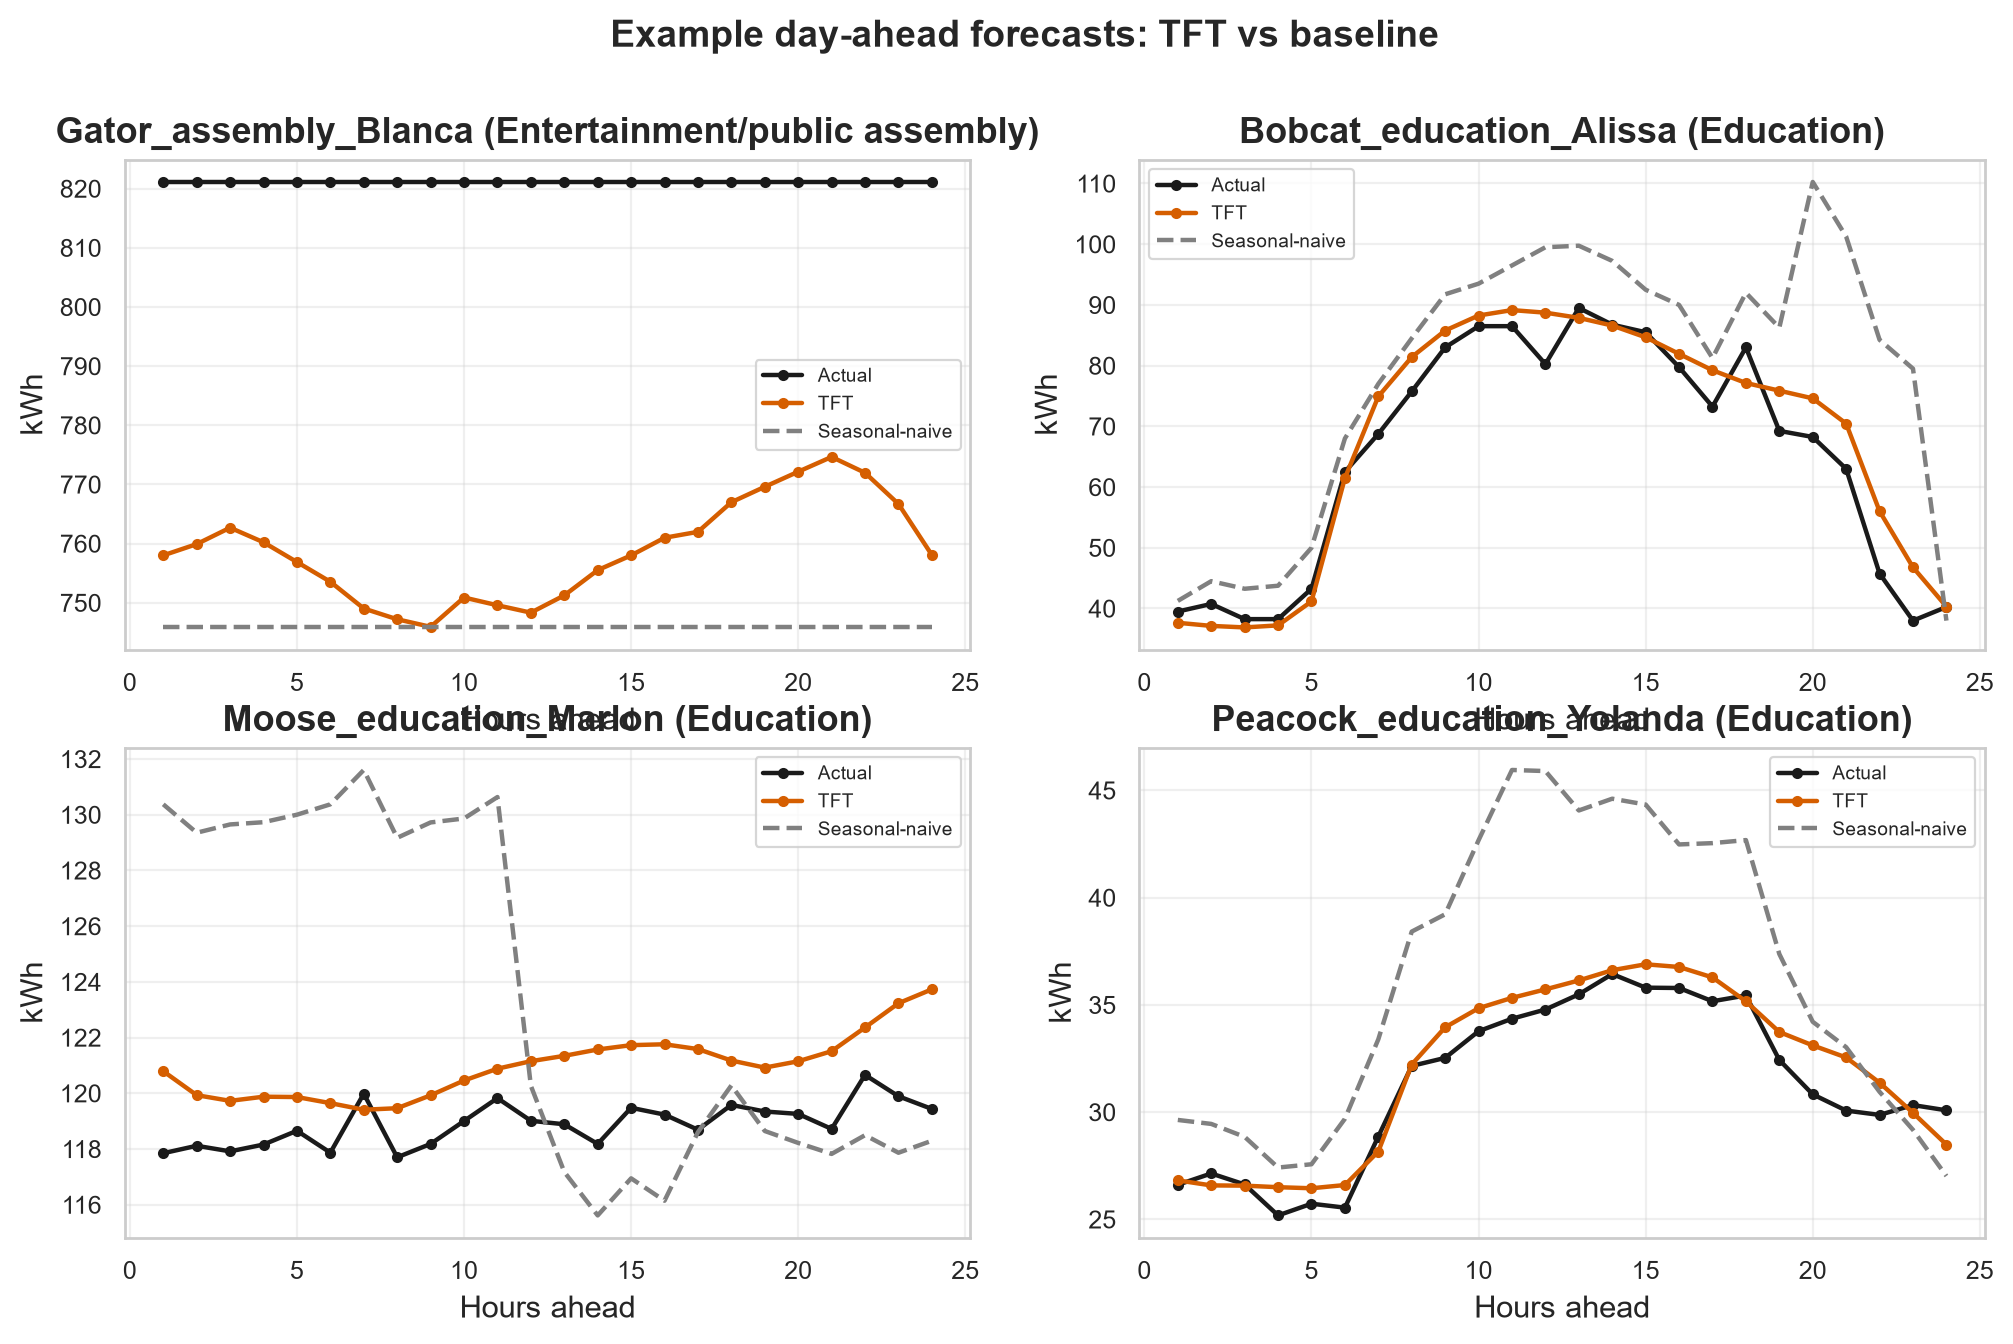 Example day-ahead forecasts: TFT vs baseline
Gator_assembly_Blanca (Entertainment/public assembly)
820
810
800
790
780
770
760
750
kWh
Actual
TFT
Seasonal-naive
0 5 10 15 20 25
Hours ahead
Bobcat_education_Alissa (Education)
110
100
90
80
70
60
50
40
kWh
Actual
TFT
Seasonal-naive
0 5 10 15 20 25
Hours ahead
Moose_education_Marlon (Education)
132
130
128
126
124
122
120
118
116
kWh
Actual
TFT
Seasonal-naive
0 5 10 15 20 25
Hours ahead
Peacock_education_Yolanda (Education)
45
40
35
30
25
kWh
Actual
TFT
Seasonal-naive
0 5 10 15 20 25
Hours ahead